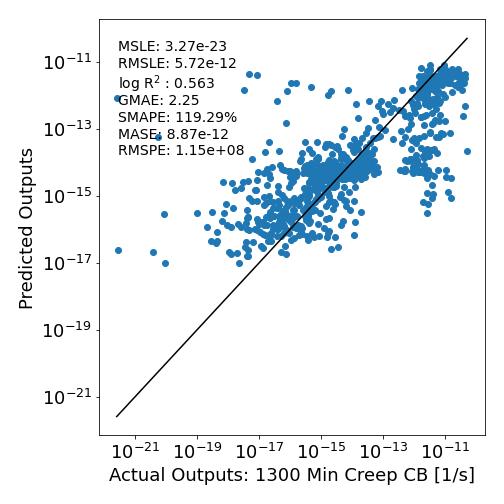 MSLE: 3.27e-23
RMSLE: 5.72e-12
log R² : 0.563
GMAE: 2.25
SMAPE: 119.29%
MASE: 8.87e-12
RMSPE: 1.15e+08
Predicted Outputs
10⁻¹¹
10⁻¹³
10⁻¹⁵
10⁻¹⁷
10⁻¹⁹
10⁻²¹
10⁻²¹ 10⁻¹⁹ 10⁻¹⁷ 10⁻¹⁵ 10⁻¹³ 10⁻¹¹
Actual Outputs: 1300 Min Creep CB [1/s]